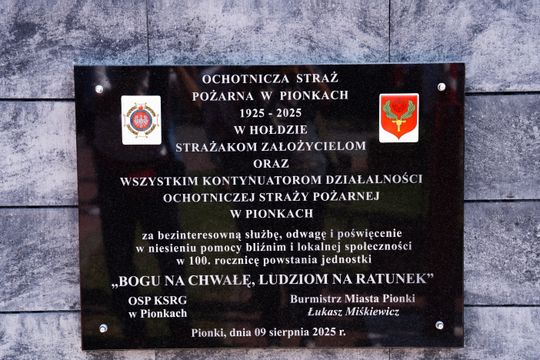 OCHOTNICZA STRAŻ
POŻARNA W PIONKACH
1925 - 2025
W HOŁDZIE
STRAŻAKOM ZAŁOŻYCIELOM
ORAZ
WSZYSTKIM KONTYNUATOROM DZIAŁALNOŚCI
OCHOTNICZEJ STRAŻY POŻARNEJ
W PIONKACH
za bezinteresowną służbę, odwagę i poświęcenie
w niesieniu pomocy bliźnim i lokalnej społeczności
w 100. rocznicę powstania jednostki
„BOGU NA CHWAŁĘ, LUDZIOM NA RATUNEK”
OSP KSRG
w Pionkach
Burmistrz Miasta Pionki
Łukasz Miśkiewicz
Pionki, dnia 09 sierpnia 2025 r.